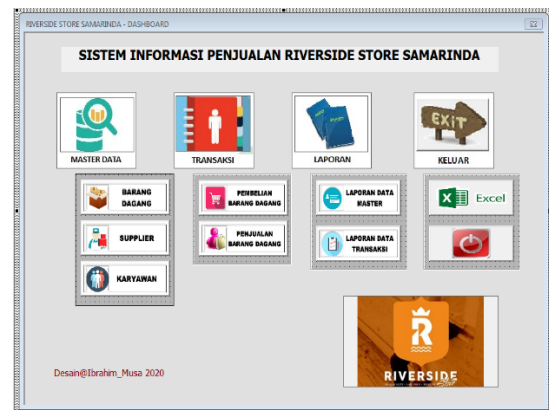 RIVERSIDE STORE SAMARINDA - DASHBOARD
SISTEM INFORMASI PENJUALAN RIVERSIDE STORE SAMARINDA
EXIT
MASTER DATA
TRANSAKSI
LAPORAN
KELUAR
BARANG
DAGANG
SUPPLIER
KARYAWAN
PEMBELIAN
BARANG DAGANG
PENJUALAN
BARANG DAGANG
LAPORAN DATA
MASTER
LAPORAN DATA
TRANSAKSI
Excel
R
RIVERSIDE
Store
Desain@Ibrahim_Musa 2020